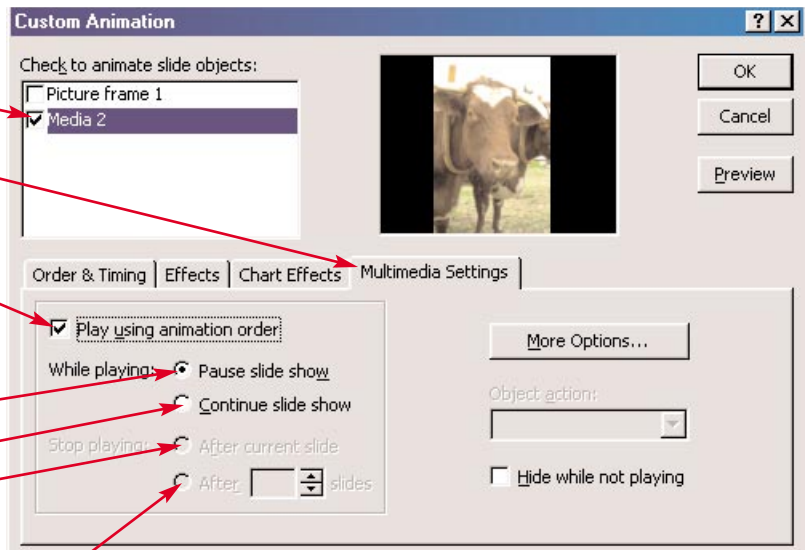 Custom Animation
Check to animate slide objects:
Picture frame 1
Media 2
OK
Cancel
Preview
Order & Timing
Effects
Chart Effects
Multimedia Settings
Play using animation order
While playing:
Pause slide show
Continue slide show
Stop playing:
After current slide
After
slides
More Options...
Object action:
Hide while not playing